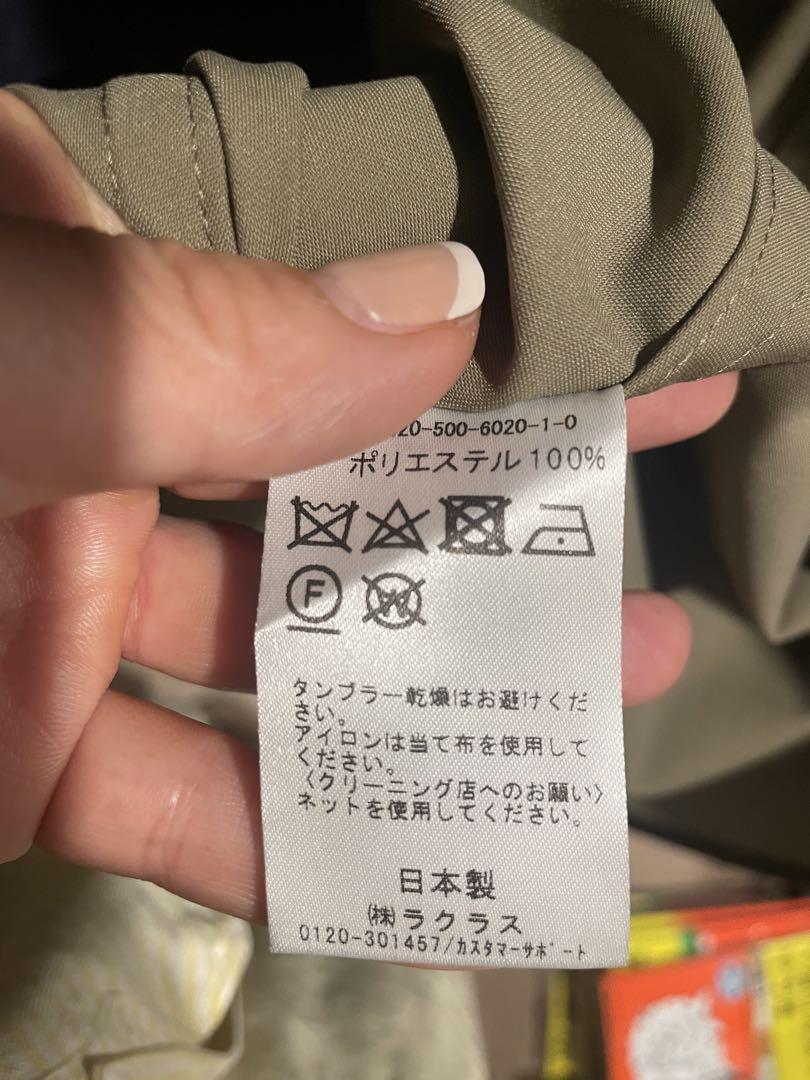 20-500-6020-1-0
ポリエステル100%
F
W
タンブラー乾燥はお避けくだ
さい。
アイロンは当て布を使用して
ください。
〈クリーニング店へのお願い〉
ネットを使用してください。
日本製
㈱ラクラス
0120-301457/カスタマーサポート